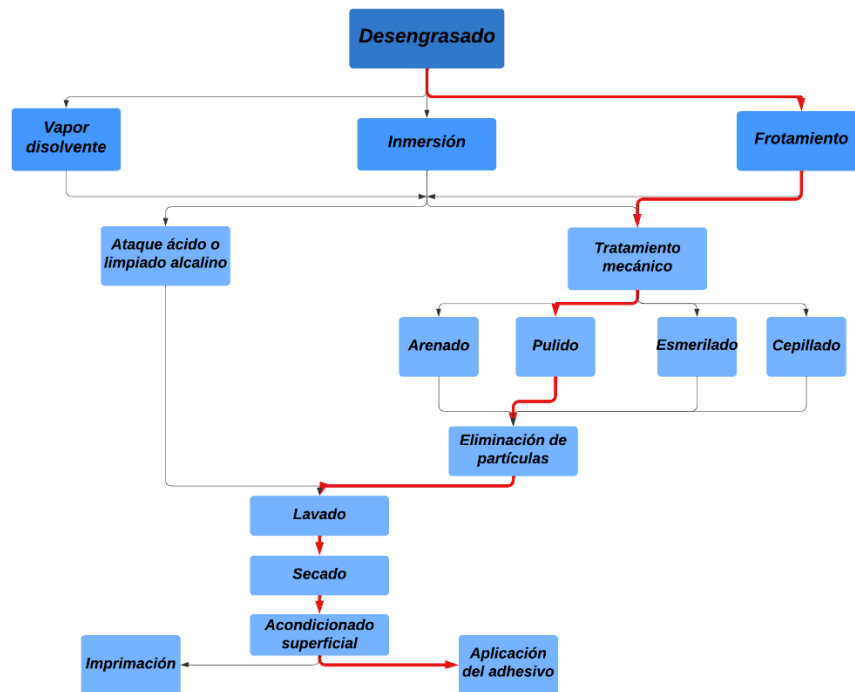 Desengrasado
Vapor
disolvente
Inmersión
Frotamiento
Ataque ácido o
limpiado alcalino
Tratamiento
mecánico
Arenado
Pulido
Esmerilado
Cepillado
Eliminación de
partículas
Lavado
Secado
Acondicionado
superficial
Imprimación
Aplicación
del adhesivo